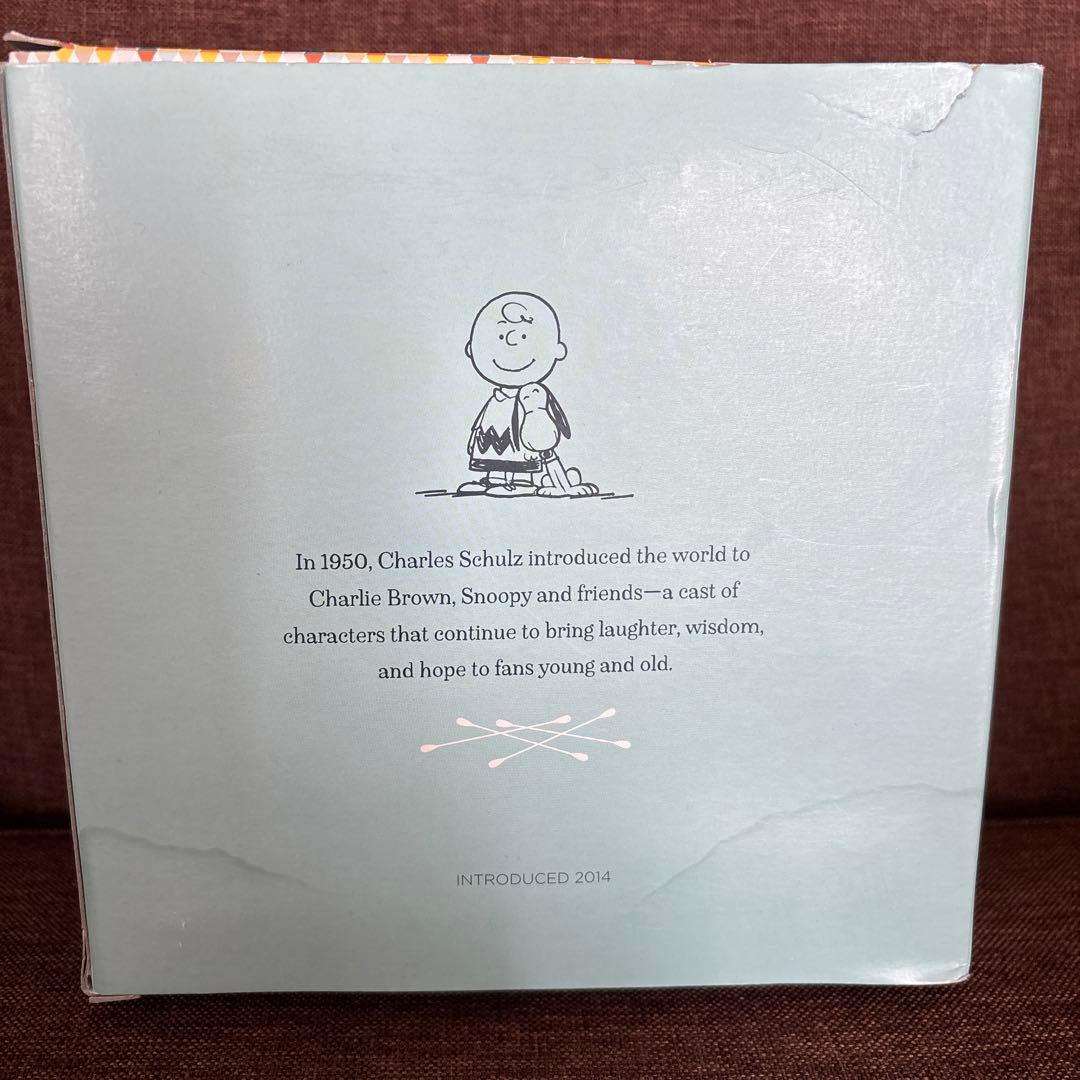 In 1950, Charles Schulz introduced the world to
Charlie Brown, Snoopy and friends—a cast of
characters that continue to bring laughter, wisdom,
and hope to fans young and old.
INTRODUCED 2014